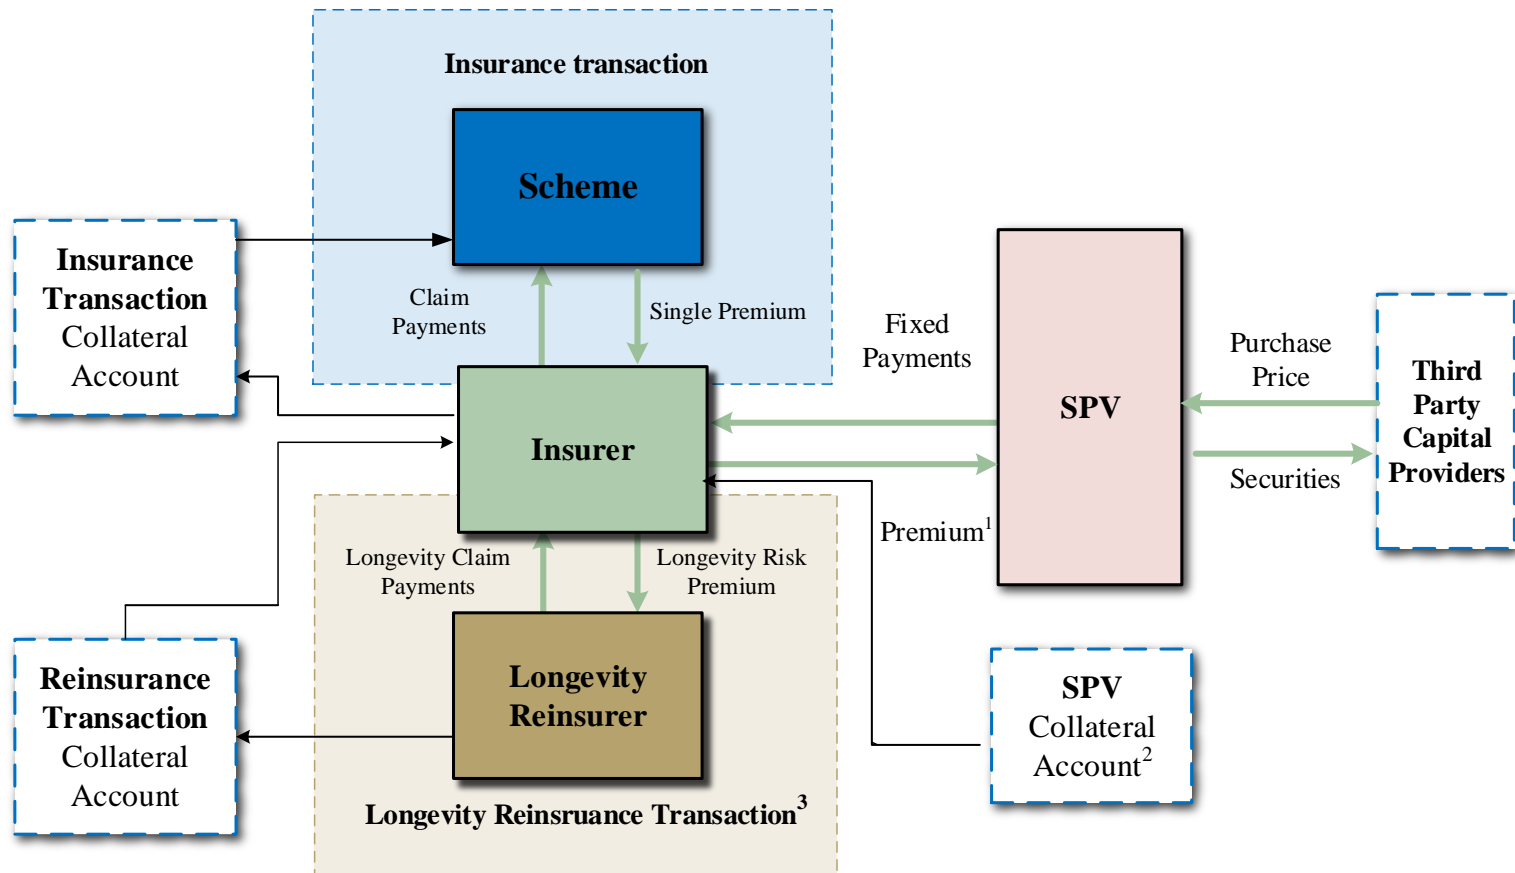 Insurance transaction
Scheme
Insurance
Transaction
Collateral
Account
Claim
Payments
Single Premium
Fixed
Payments
SPV
Purchase
Price
Third
Party
Capital
Providers
Insurer
Securities
Premium¹
Longevity Claim
Payments
Longevity Risk
Premium
Reinsurance
Transaction
Collateral
Account
Longevity
Reinsurer
SPV
Collateral
Account²
Longevity Reinsruance Transaction³